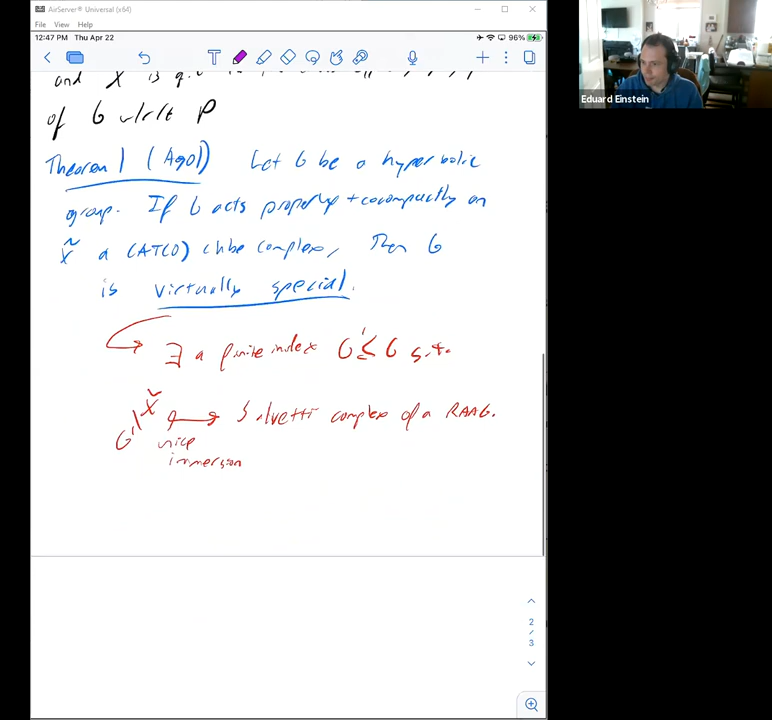 AirServer® Universal (x64)
File View Help
12:47 PM Thu Apr 22
96%
and X is
of G w/r/t P
Theorem 1 (Agol) Let G be a hyperbolic
group. If G acts properly + cocompactly on
X̃ a CAT(0) cube complex, Then G
is virtually special.
∃ a finite index G' ≤ G s.t.
G'\X̃ ↪ Salvetti complex of a RAAG.
nice
immersion
2
/
3
Eduard Einstein